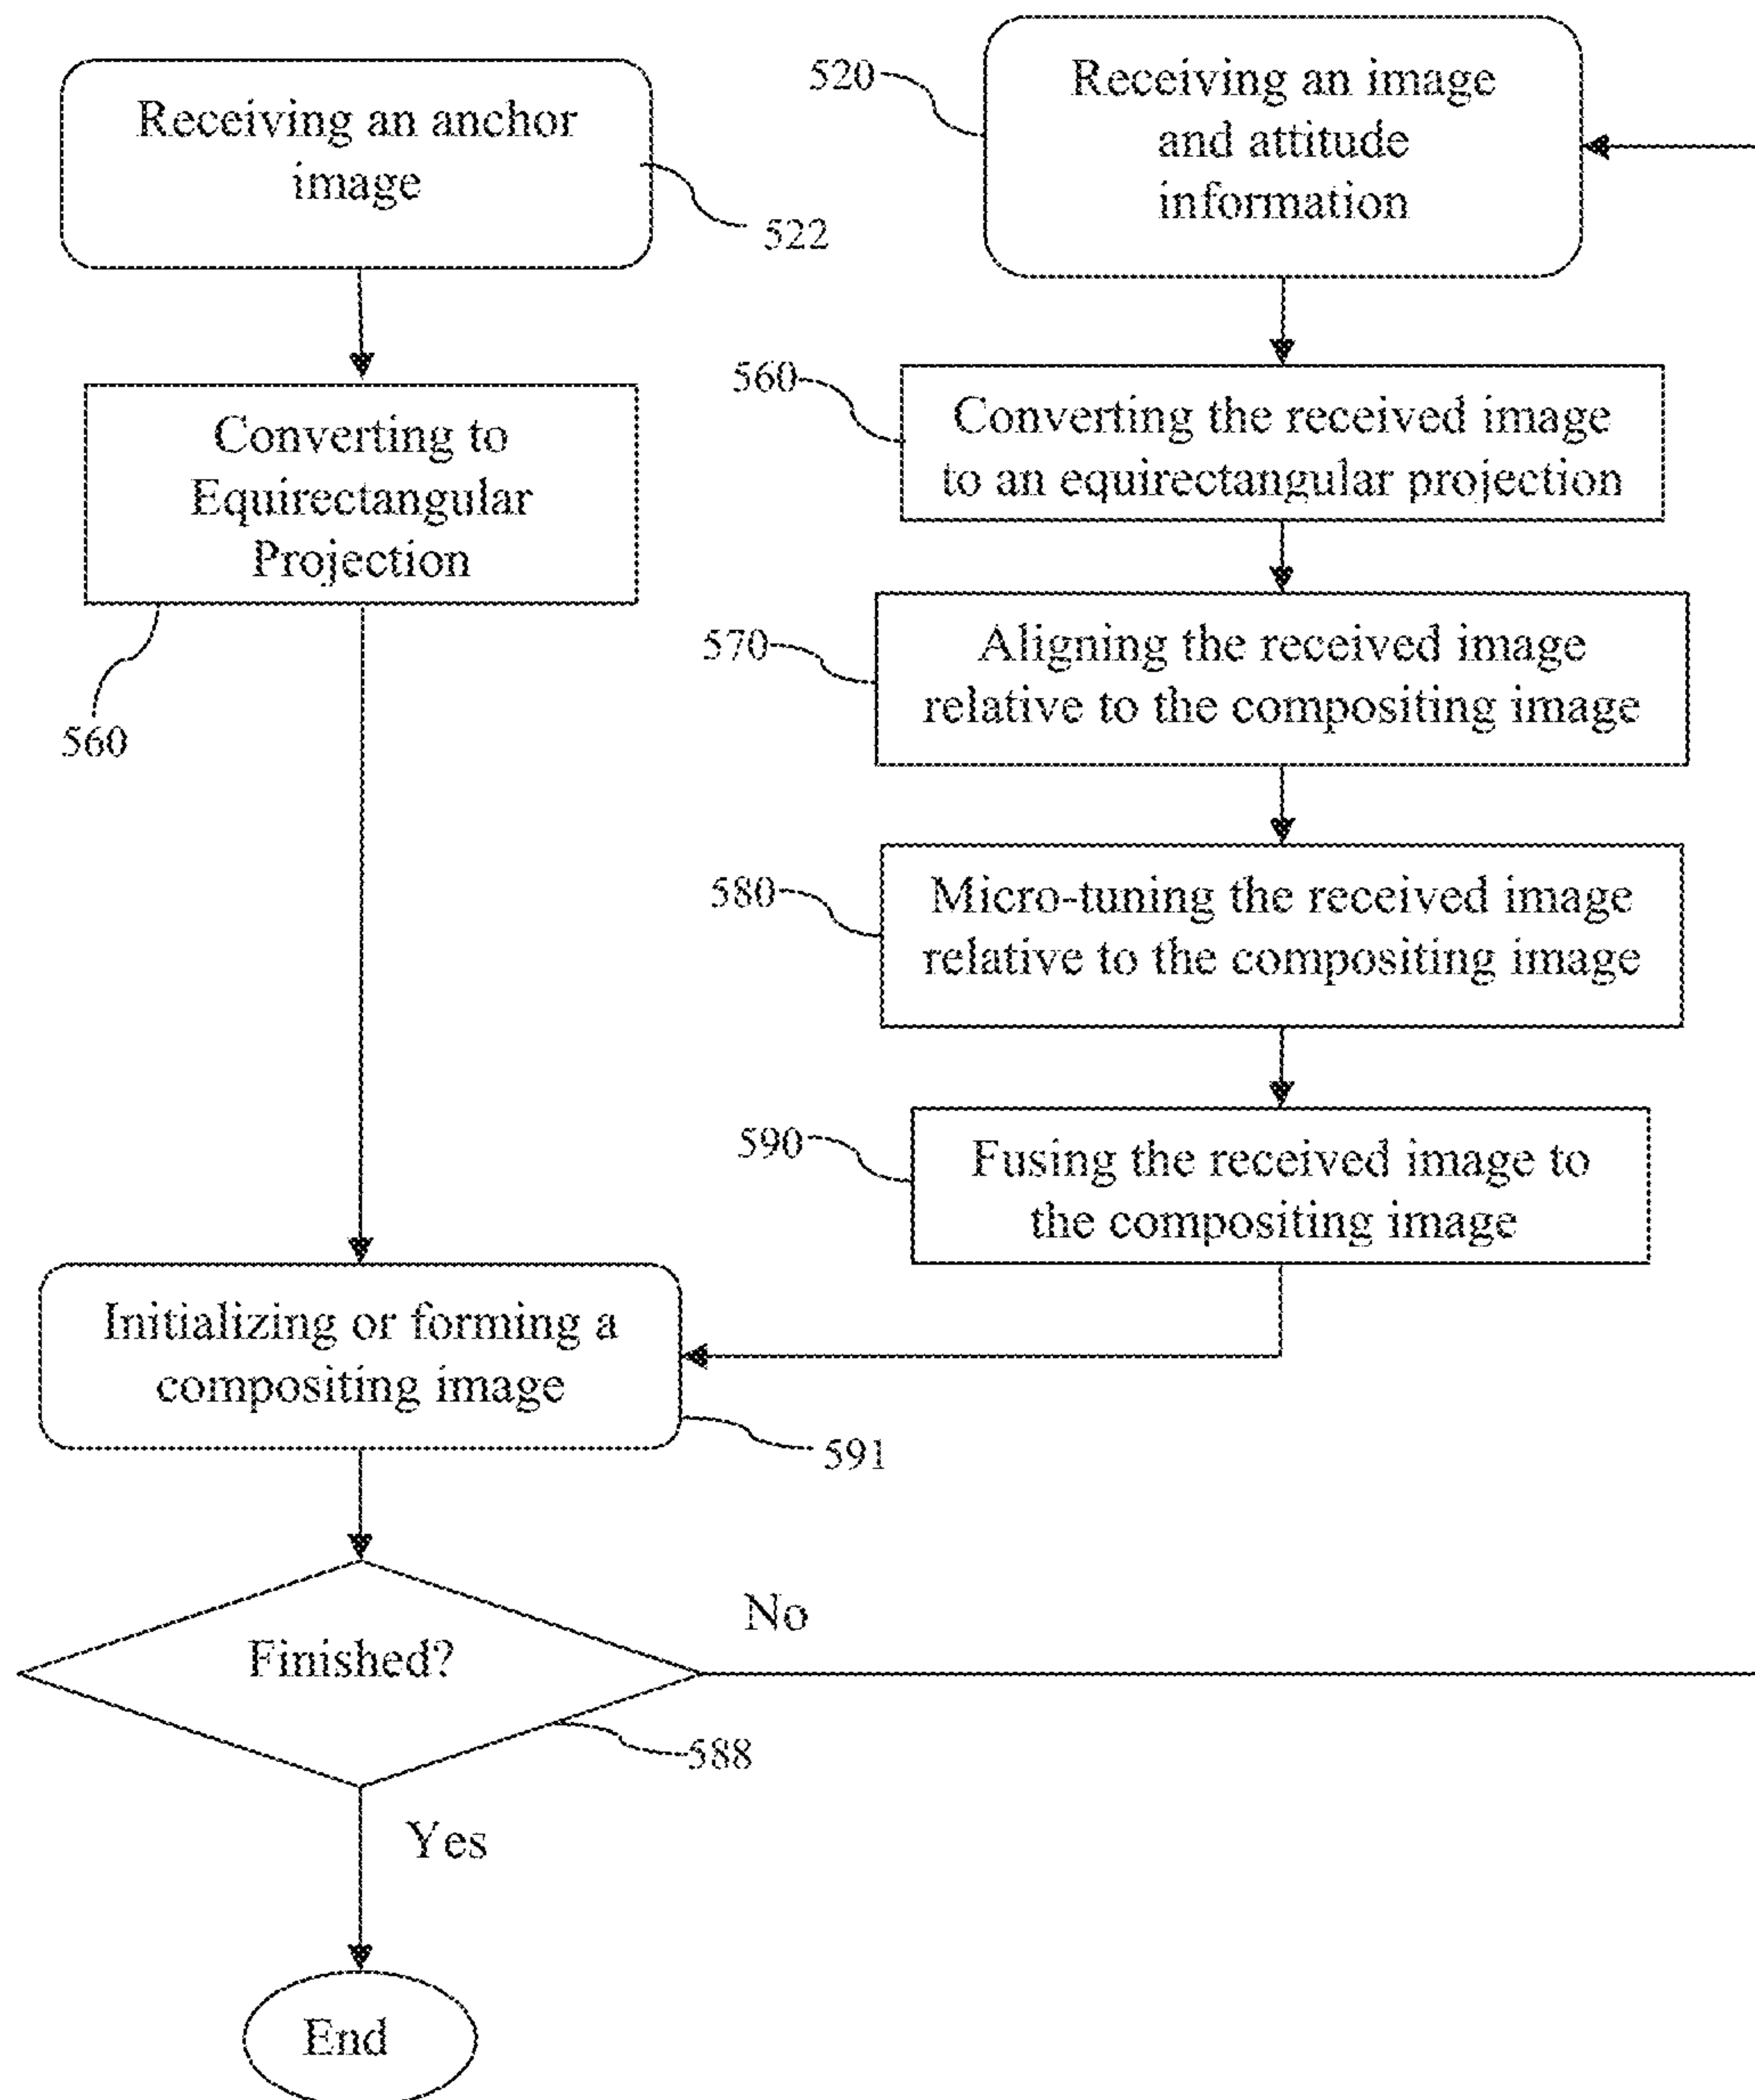 Receiving an anchor
image
522
Converting to
Equirectangular
Projection
560
520
Receiving an image
and attitude
information
560
Converting the received image
to an equirectangular projection
570
Aligning the received image
relative to the compositing image
580
Micro-tuning the received image
relative to the compositing image
590
Fusing the received image to
the compositing image
Initializing or forming a
compositing image
591
Finished?
No
588
Yes
End